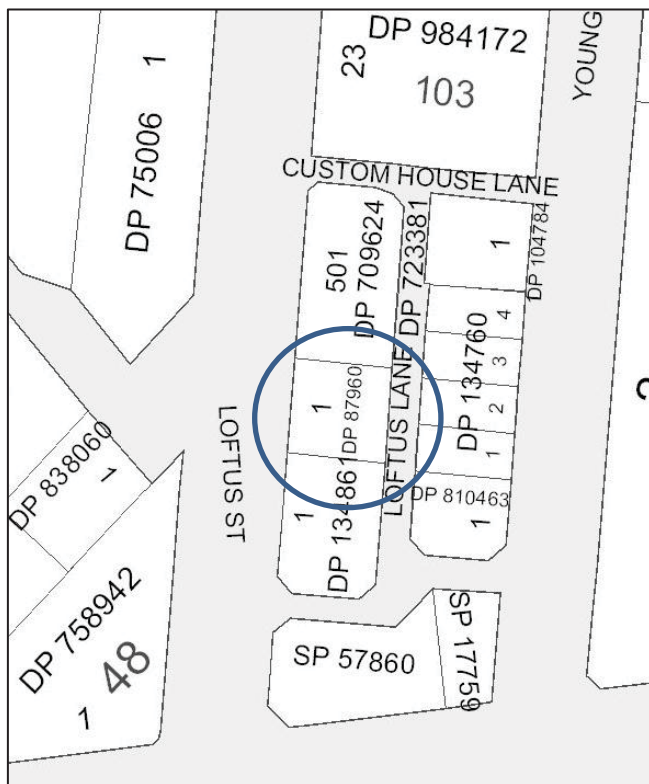 DP 984172
23
103
YOUNG
DP 75006 1
CUSTOM HOUSE LANE
501
DP 709624
LOFTUS LANE DP 723381
1
DP 104784
DP 134760
4
3
2
1
1
DP 87960
LOFTUS ST
DP 838060
1
1
DP 134861
DP 810463
1
DP 758942
48
1
SP 57860
SP 17759